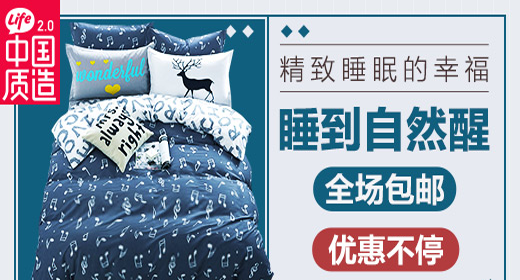 Life 2.0
中国
质造
精致睡眠的幸福
睡到自然醒
全场包邮
优惠不停
wonderful
it's
always
right!